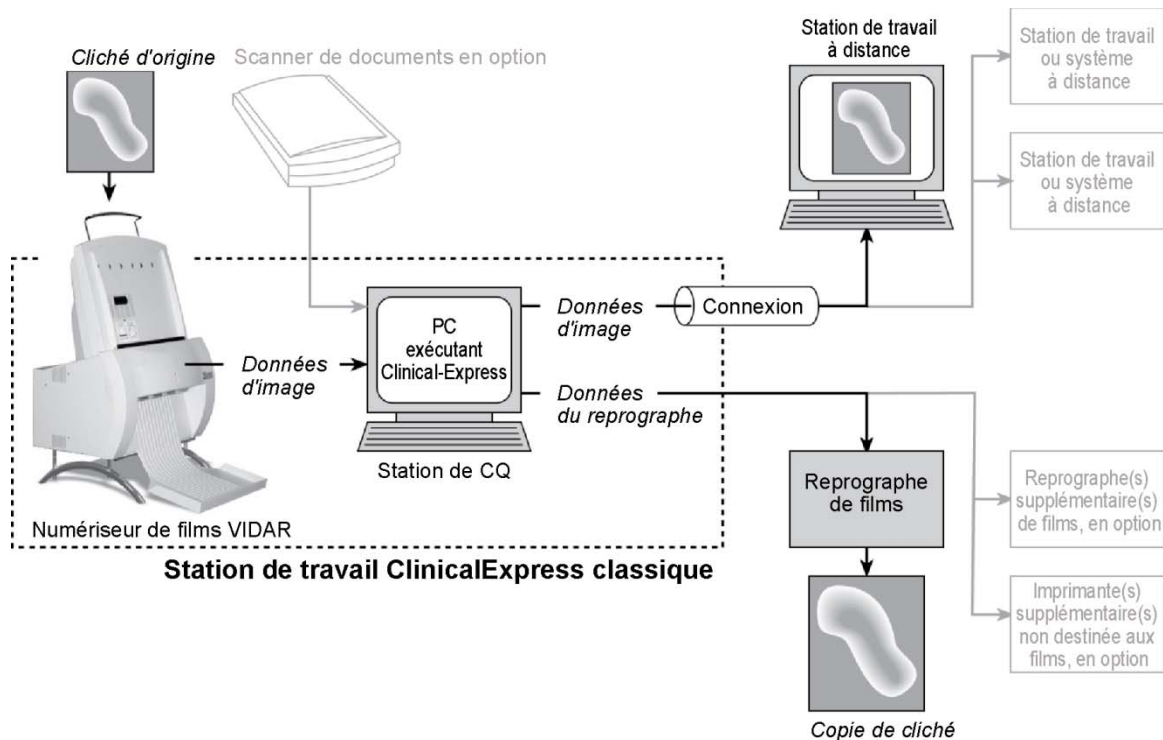 Cliché d'origine
Scanner de documents en option
Station de travail
à distance
Station de travail
ou système
à distance
Station de travail
ou système
à distance
Données
d'image
PC
exécutant
Clinical-Express
Données
d'image
Connexion
Données
du reprographe
Station de CQ
Numériseur de films VIDAR
Station de travail ClinicalExpress classique
Reprographe
de films
Reprographe(s)
supplémentaire(s)
de films, en option
Imprimante(s)
supplémentaire(s)
non destinée aux
films, en option
Copie de cliché